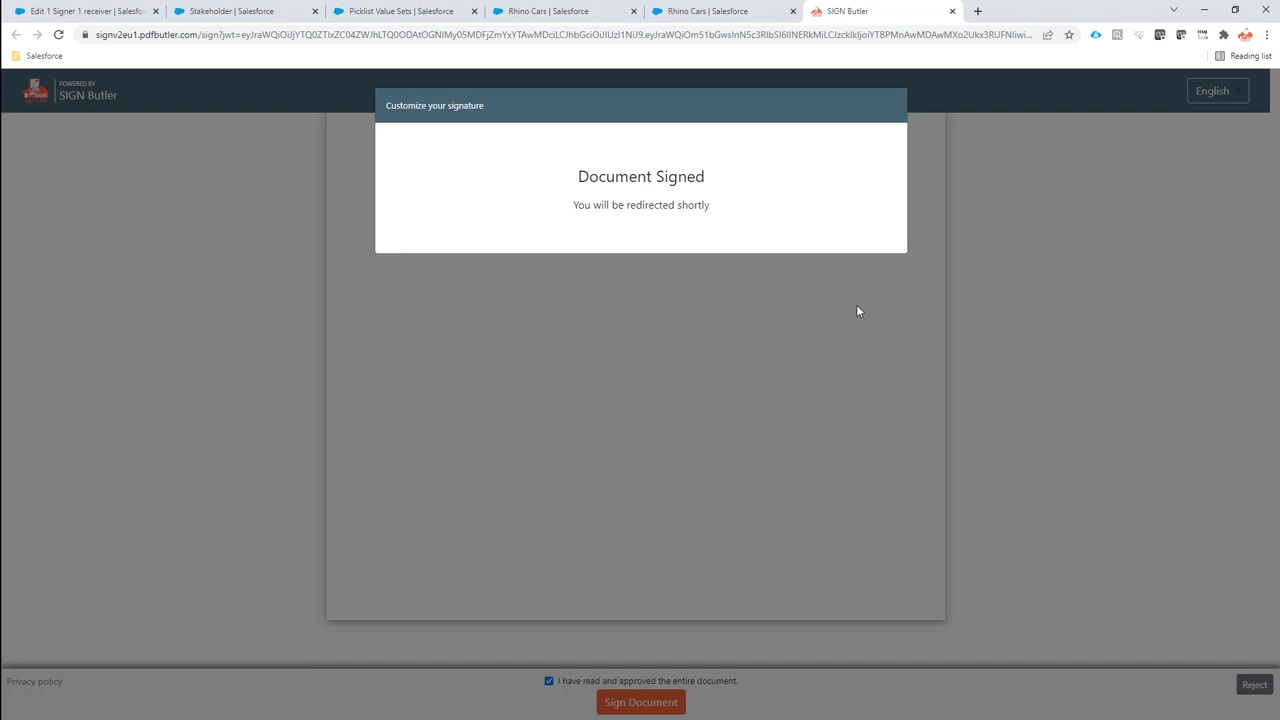 Edit 1 Signer 1 receiver | Salesfor
Stakeholder | Salesforce
Picklist Value Sets | Salesforce
Rhino Cars | Salesforce
Rhino Cars | Salesforce
SIGN Butler
Salesforce
Reading list
POWERED BY
SIGN Butler
English
Customize your signature
Document Signed
You will be redirected shortly
Privacy policy
I have read and approved the entire document.
Sign Document
Reject